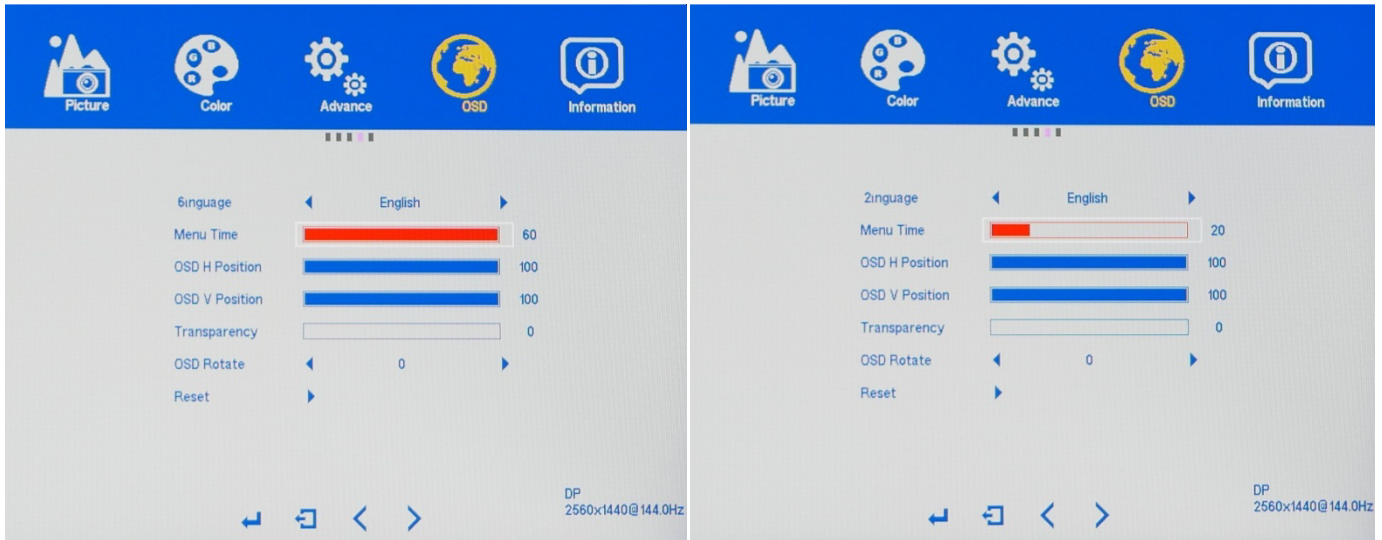 Picture Color Advance OSD Information
6ınguage English
Menu Time 60
OSD H Position 100
OSD V Position 100
Transparency 0
OSD Rotate 0
Reset
DP
2560x1440@144.0Hz
Picture Color Advance OSD Information
2ınguage English
Menu Time 20
OSD H Position 100
OSD V Position 100
Transparency 0
OSD Rotate 0
Reset
DP
2560x1440@144.0Hz